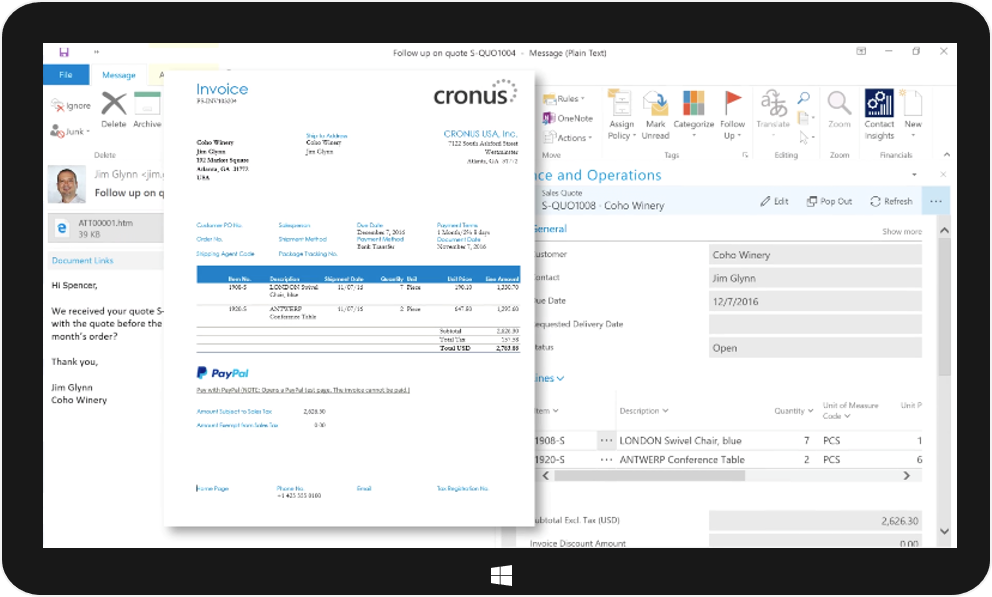 Follow up on quote S-QUO1004 - Message (Plain Text)
File
Message
A
Ignore
Junk
Delete
Archive
Delete
Rules
OneNote
Actions
Move
Assign
Policy
Mark
Unread
Categorize
Follow
Up
Tags
Translate
Editing
Zoom
Zoom
Contact
Insights
New
Financials
Jim Glynn <jim.g
Follow up on q
ATT00001.htm
39 KB
Document Links
Hi Spencer,
We received your quote S-
with the quote before the
month's order?
Thank you,
Jim Glynn
Coho Winery
Invoice
cronus
Coho Winery
Jim Glynn
192 Market Square
Atlanta, GA 31772
USA
Ship to Address
Coho Winery
Jim Glynn
CRONUS USA, Inc.
7122 South Ashford Street
Westminster
Atlanta, GA 31772
Customer PO No.
Salesperson
Due Date
December 7, 2016
Payment Terms
1 Month/2% 8 days
Order No.
Shipment Method
Payment Method
Bank Transfer
Document Date
November 7, 2016
Shipping Agent Code
Package Tracking No.
Item No. Description Shipment Date Quantity Unit Unit Price Line Amount
1908-S LONDON Swivel Chair, blue 11/07/16 7 Piece 190.10 1,330.70
1920-S ANTWERP Conference Table 11/07/16 2 Piece 647.80 1,295.60
Subtotal 2,626.30
Total Tax 157.58
Total USD 2,783.88
PayPal
Pay with PayPal (NOTE: Opens a PayPal test page. The invoice cannot be paid.)
Amount Subject to Sales Tax 2,626.30
Amount Exempt from Sales Tax 0.00
Home Page
Phone No.
+1 425 555 0100
Email
Tax Registration No.
nce and Operations
Sales Quote
S-QUO1008 · Coho Winery
Edit
Pop Out
Refresh
General
Show more
ustomer
Coho Winery
ontact
Jim Glynn
ue Date
12/7/2016
equested Delivery Date
tatus
Open
ines
Item
Description
Quantity
Unit of Measure
Code
Unit P
1908-S ··· LONDON Swivel Chair, blue 7 PCS 1
1920-S ··· ANTWERP Conference Table 2 PCS 6
ubtotal Excl. Tax (USD)
2,626.30
Invoice Discount Amount
0.00